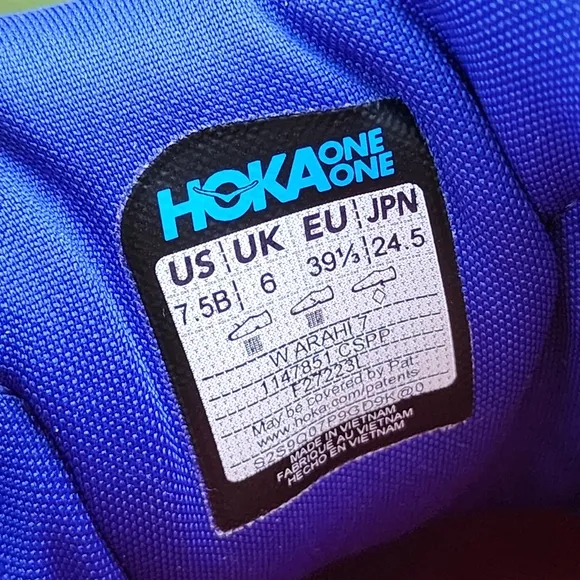 HOKA ONE ONE
US UK EU JPN
7.5B 6 39⅓ 24.5
W ARAHI 7
1147851 CSPP
F27223L
May be covered by Pat:
www.hoka.com/patents
MADE IN VIETNAM
FABRIQUE AU VIETNAM
HECHO EN VIETNAM